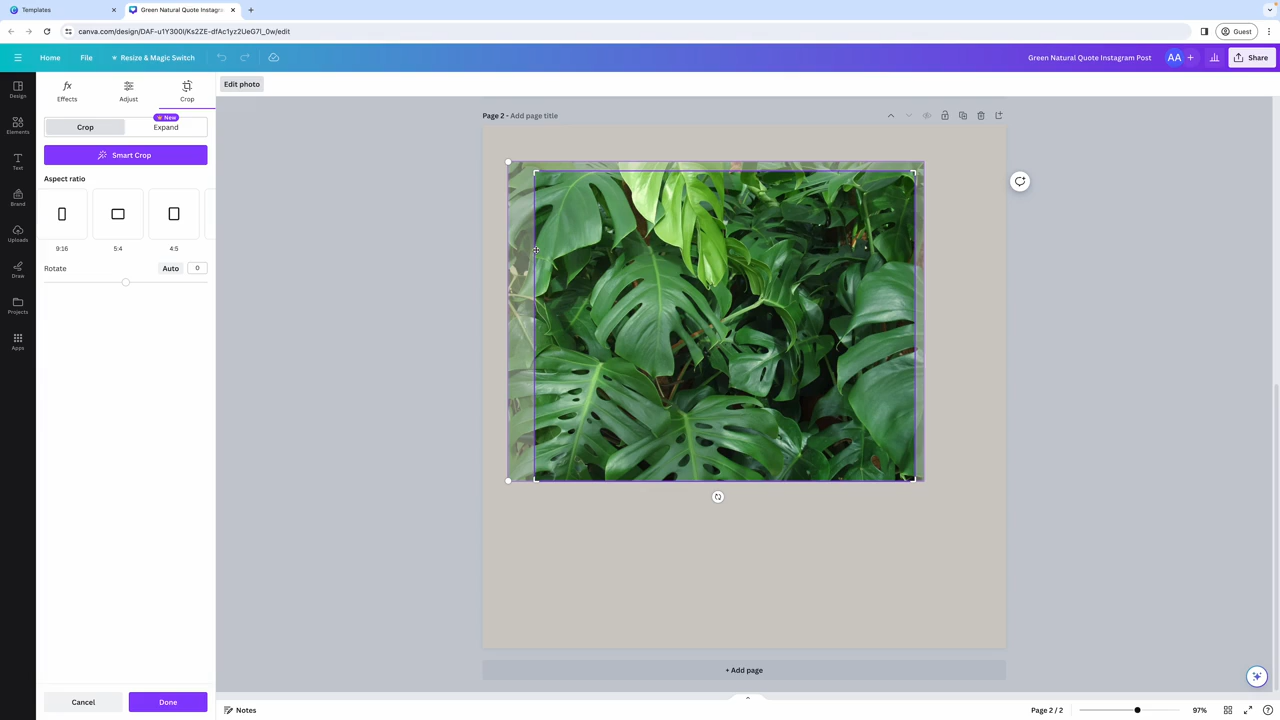 Templates
Green Natural Quote Instagra
canva.com/design/DAF-u1Y300I/Ks2ZE-dfAc1yz2UeG7l_0w/edit
Guest
Home
File
Resize & Magic Switch
Green Natural Quote Instagram Post
AA
Share
Design
Elements
Text
Brand
Uploads
Draw
Projects
Apps
fx
Effects
Adjust
Crop
Edit photo
New
Crop
Expand
Smart Crop
Aspect ratio
9:16
5:4
4:5
Rotate
Auto
0
Cancel
Done
Page 2 - Add page title
+ Add page
Notes
Page 2 / 2
97%